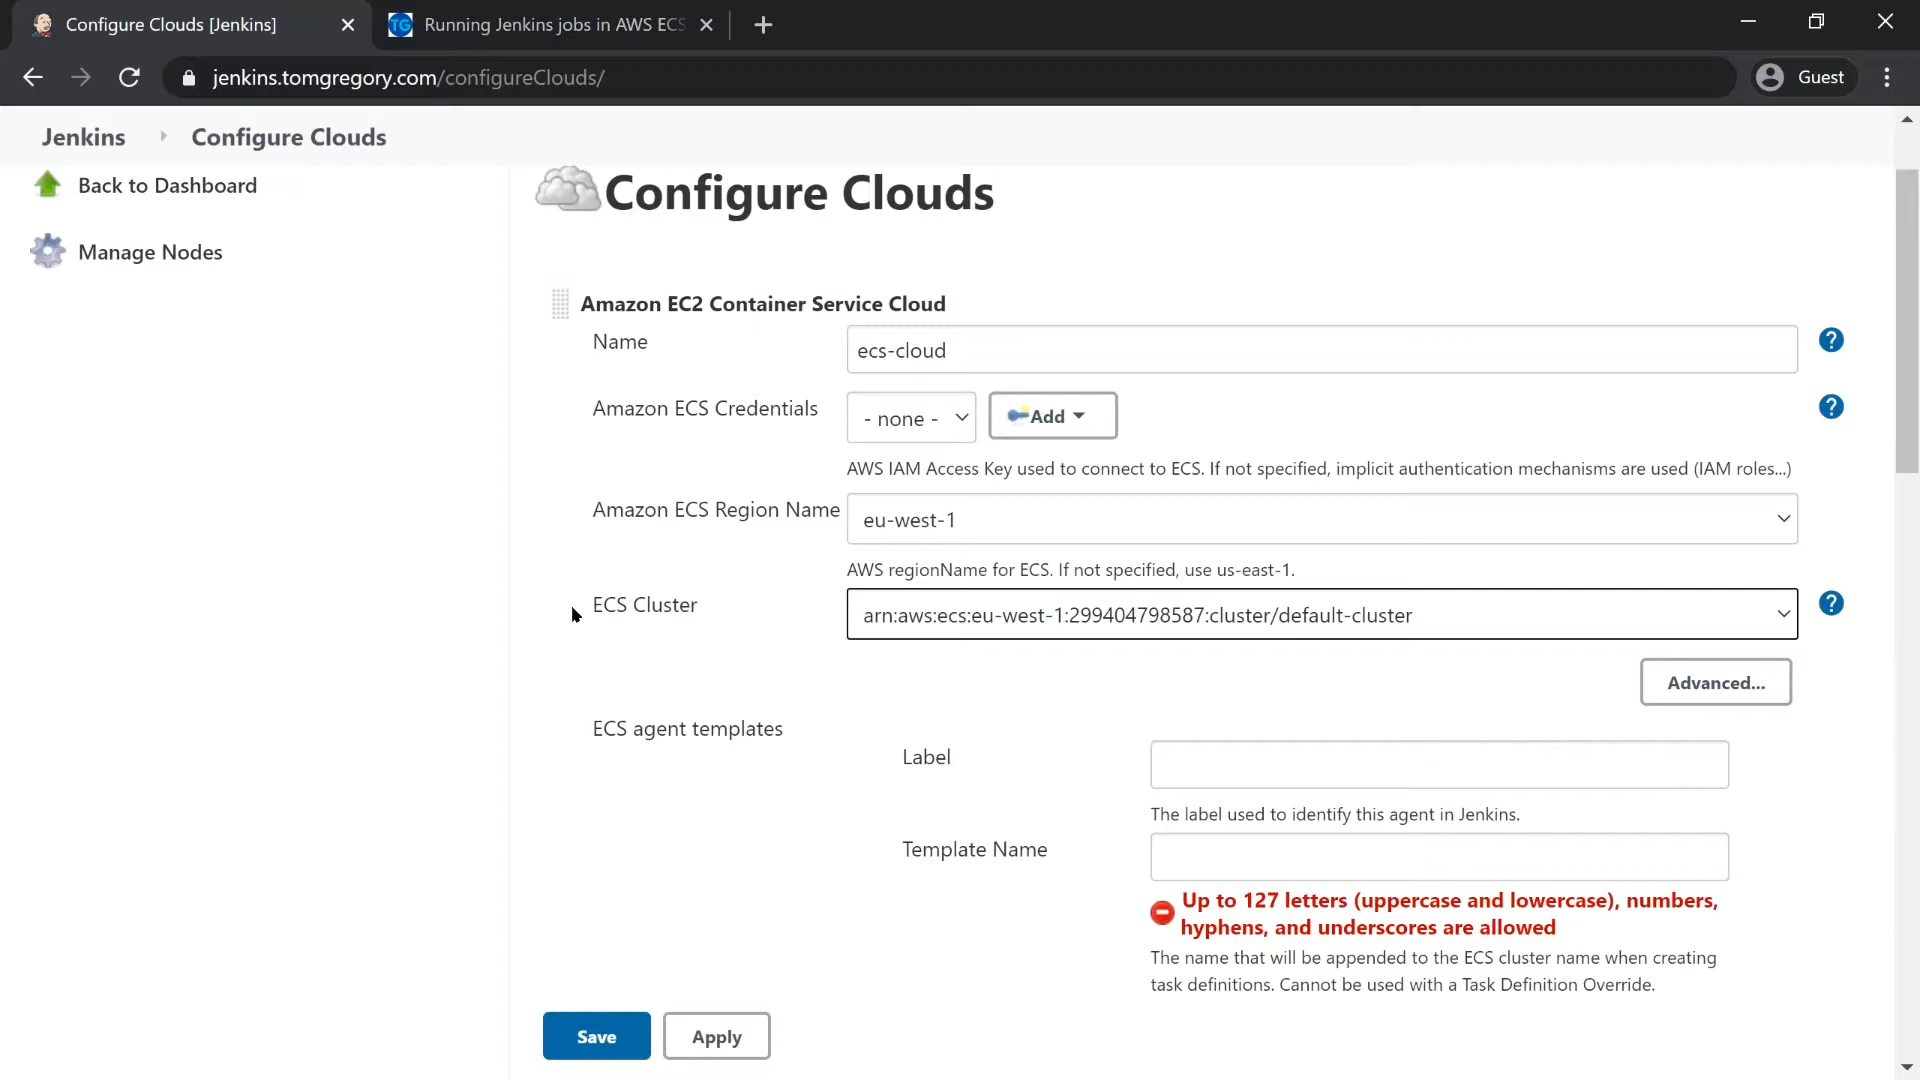 Configure Clouds [Jenkins]
TG
Running Jenkins jobs in AWS ECS
jenkins.tomgregory.com/configureClouds/
Guest
Jenkins
Configure Clouds
Back to Dashboard
Manage Nodes
Configure Clouds
Amazon EC2 Container Service Cloud
Name
ecs-cloud
?
Amazon ECS Credentials
- none -
Add
?
AWS IAM Access Key used to connect to ECS. If not specified, implicit authentication mechanisms are used (IAM roles...)
Amazon ECS Region Name
eu-west-1
AWS regionName for ECS. If not specified, use us-east-1.
ECS Cluster
arn:aws:ecs:eu-west-1:299404798587:cluster/default-cluster
?
Advanced...
ECS agent templates
Label
The label used to identify this agent in Jenkins.
Template Name
Up to 127 letters (uppercase and lowercase), numbers,
hyphens, and underscores are allowed
The name that will be appended to the ECS cluster name when creating
task definitions. Cannot be used with a Task Definition Override.
Save
Apply